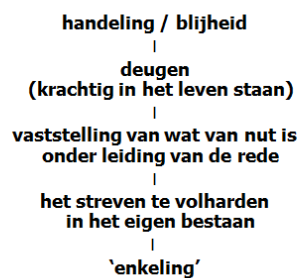 handeling / blijheid
deugen
(krachtig in het leven staan)
vaststelling van wat van nut is
onder leiding van de rede
het streven te volharden
in het eigen bestaan
‘enkeling’